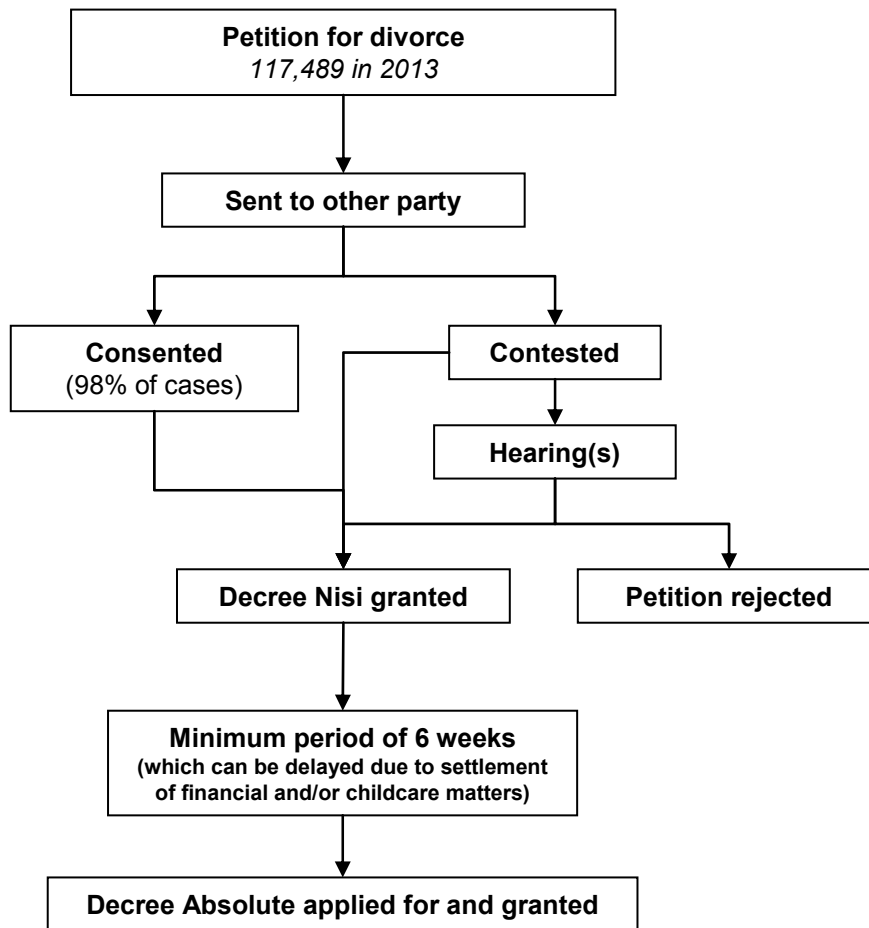 Petition for divorce
117,489 in 2013
Sent to other party
Consented
(98% of cases)
Contested
Hearing(s)
Decree Nisi granted
Petition rejected
Minimum period of 6 weeks
(which can be delayed due to settlement
of financial and/or childcare matters)
Decree Absolute applied for and granted